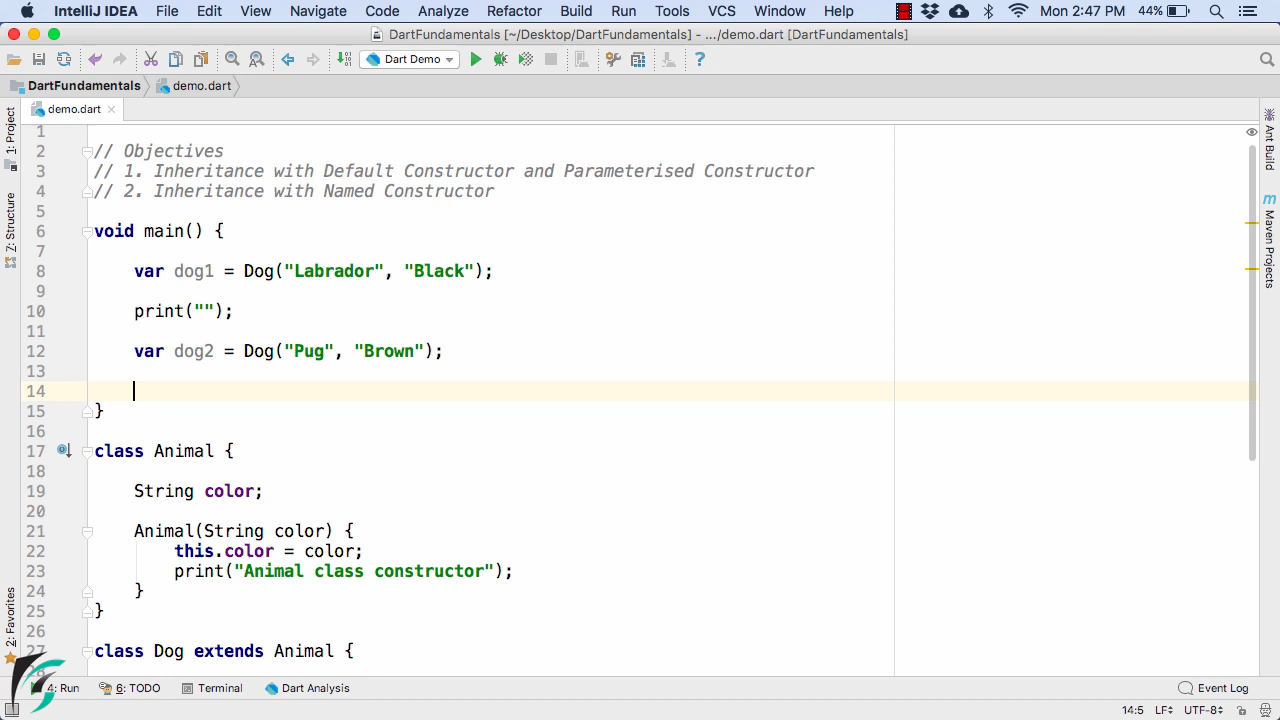 IntelliJ IDEA File Edit View Navigate Code Analyze Refactor Build Run Tools VCS Window Help Mon 2:47 PM 44%
DartFundamentals [~/Desktop/DartFundamentals] - .../demo.dart [DartFundamentals]
Dart Demo
DartFundamentals demo.dart
demo.dart
1: Project
7: Structure
2: Favorites
1
2 // Objectives
3 // 1. Inheritance with Default Constructor and Parameterised Constructor
4 // 2. Inheritance with Named Constructor
5
6 void main() {
7
8 var dog1 = Dog("Labrador", "Black");
9
10 print("");
11
12 var dog2 = Dog("Pug", "Brown");
13
14
15 }
16
17 class Animal {
18
19 String color;
20
21 Animal(String color) {
22 this.color = color;
23 print("Animal class constructor");
24 }
25 }
26
27 class Dog extends Animal {
Ant Build
m Maven Projects
4: Run 6: TODO Terminal Dart Analysis Event Log
14:5 LF÷ UTF-8÷